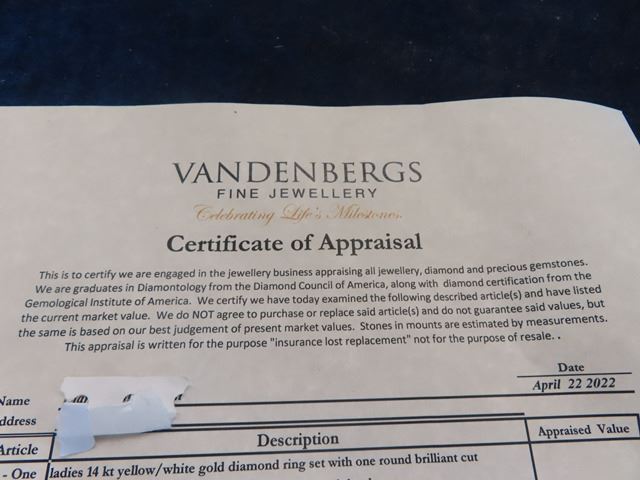 VANDENBERGS
FINE JEWELLERY
Celebrating Life's Milestones.
Certificate of Appraisal
This is to certify we are engaged in the jewellery business appraising all jewellery, diamond and precious gemstones.
We are graduates in Diamontology from the Diamond Council of America, along with diamond certification from the
Gemological Institute of America. We certify we have today examined the following described article(s) and have listed
the current market value. We do NOT agree to purchase or replace said article(s) and do not guarantee said values, but
the same is based on our best judgement of present market values. Stones in mounts are estimated by measurements.
This appraisal is written for the purpose "insurance lost replacement" not for the purpose of resale. .
Date
April 22 2022
Name
Address
Article Description Appraised Value
- One ladies 14 kt yellow/white gold diamond ring set with one round brilliant cut